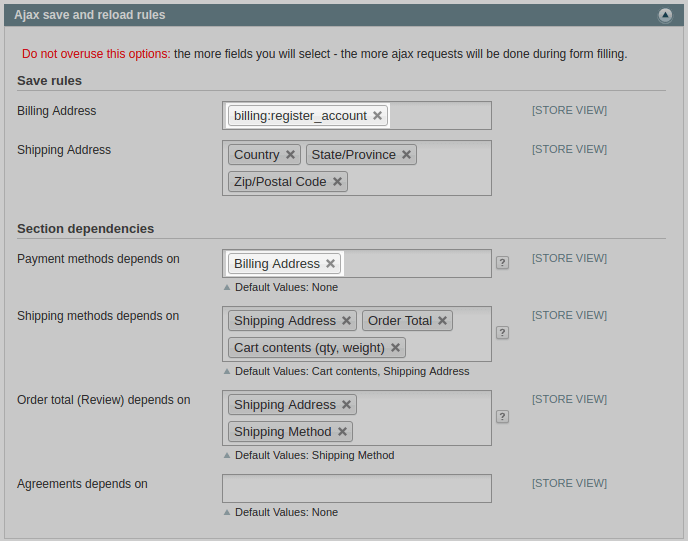 Ajax save and reload rules
Do not overuse this options: the more fields you will select - the more ajax requests will be done during form filling.
Save rules
Billing Address billing:register_account × [STORE VIEW]
Shipping Address Country × State/Province × [STORE VIEW]
Zip/Postal Code ×
Section dependencies
Payment methods depends on Billing Address × ? [STORE VIEW]
▲ Default Values: None
Shipping methods depends on Shipping Address × Order Total × [STORE VIEW]
Cart contents (qty, weight) × ?
▲ Default Values: Cart contents, Shipping Address
Order total (Review) depends on Shipping Address × [STORE VIEW]
Shipping Method × ?
▲ Default Values: Shipping Method
Agreements depends on [STORE VIEW]
▲ Default Values: None